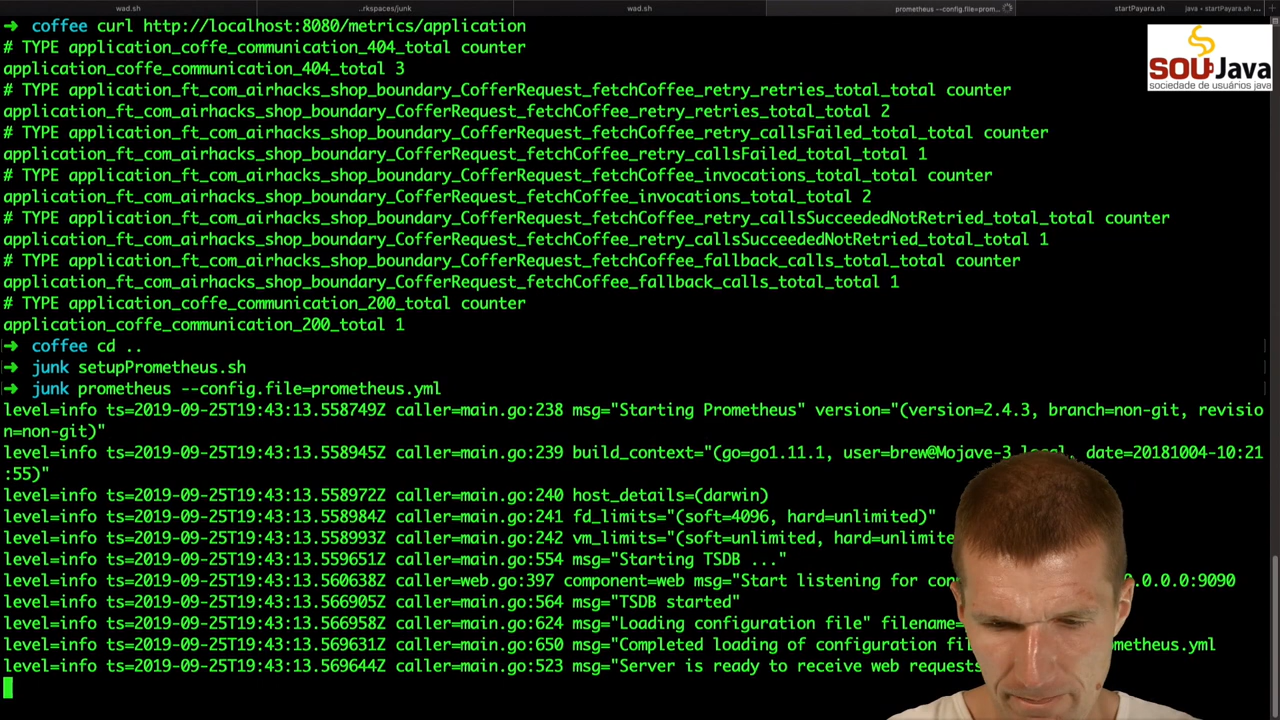 wad.sh
..rkspaces/junk
wad.sh
prometheus --config.file=prom...
startPayara.sh
java ‹ startPayara.sh ...
SOUJava
sociedade de usuários java
➜ coffee curl http://localhost:8080/metrics/application
# TYPE application_coffe_communication_404_total counter
application_coffe_communication_404_total 3
# TYPE application_ft_com_airhacks_shop_boundary_CofferRequest_fetchCoffee_retry_retries_total_total counter
application_ft_com_airhacks_shop_boundary_CofferRequest_fetchCoffee_retry_retries_total_total 2
# TYPE application_ft_com_airhacks_shop_boundary_CofferRequest_fetchCoffee_retry_callsFailed_total_total counter
application_ft_com_airhacks_shop_boundary_CofferRequest_fetchCoffee_retry_callsFailed_total_total 1
# TYPE application_ft_com_airhacks_shop_boundary_CofferRequest_fetchCoffee_invocations_total_total counter
application_ft_com_airhacks_shop_boundary_CofferRequest_fetchCoffee_invocations_total_total 2
# TYPE application_ft_com_airhacks_shop_boundary_CofferRequest_fetchCoffee_retry_callsSucceededNotRetried_total_total counter
application_ft_com_airhacks_shop_boundary_CofferRequest_fetchCoffee_retry_callsSucceededNotRetried_total_total 1
# TYPE application_ft_com_airhacks_shop_boundary_CofferRequest_fetchCoffee_fallback_calls_total_total counter
application_ft_com_airhacks_shop_boundary_CofferRequest_fetchCoffee_fallback_calls_total_total 1
# TYPE application_coffe_communication_200_total counter
application_coffe_communication_200_total 1
➜ coffee cd ..
➜ junk setupPrometheus.sh
➜ junk prometheus --config.file=prometheus.yml
level=info ts=2019-09-25T19:43:13.558749Z caller=main.go:238 msg="Starting Prometheus" version="(version=2.4.3, branch=non-git, revisio
n=non-git)"
level=info ts=2019-09-25T19:43:13.558945Z caller=main.go:239 build_context="(go=go1.11.1, user=brew@Mojave-3.local, date=20181004-10:21
:55)"
level=info ts=2019-09-25T19:43:13.558972Z caller=main.go:240 host_details=(darwin)
level=info ts=2019-09-25T19:43:13.558984Z caller=main.go:241 fd_limits="(soft=4096, hard=unlimited)"
level=info ts=2019-09-25T19:43:13.558993Z caller=main.go:242 vm_limits="(soft=unlimited, hard=unlimite
level=info ts=2019-09-25T19:43:13.559651Z caller=main.go:554 msg="Starting TSDB ..."
level=info ts=2019-09-25T19:43:13.560638Z caller=web.go:397 component=web msg="Start listening for con .0.0.0:9090
level=info ts=2019-09-25T19:43:13.566905Z caller=main.go:564 msg="TSDB started"
level=info ts=2019-09-25T19:43:13.566958Z caller=main.go:624 msg="Loading configuration file" filename=
level=info ts=2019-09-25T19:43:13.569631Z caller=main.go:650 msg="Completed loading of configuration fi prometheus.yml
level=info ts=2019-09-25T19:43:13.569644Z caller=main.go:523 msg="Server is ready to receive web requests